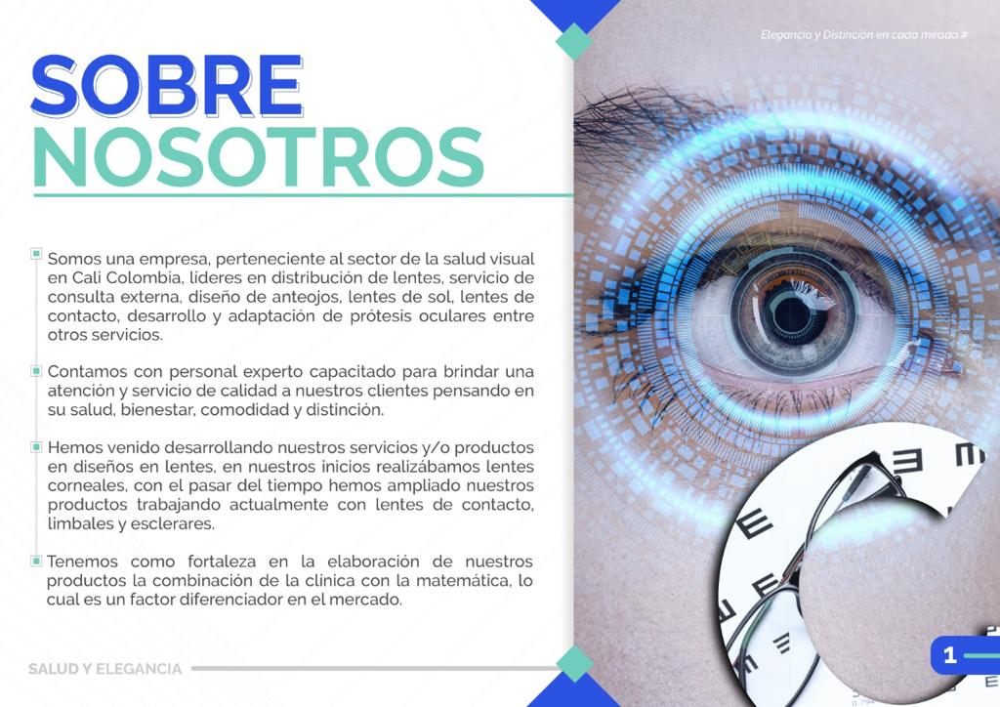 Elegancia y Distinción en cada mirada #
SOBRE
NOSOTROS
Somos una empresa, perteneciente al sector de la salud visual
en Cali Colombia, líderes en distribución de lentes, servicio de
consulta externa, diseño de anteojos, lentes de sol, lentes de
contacto, desarrollo y adaptación de prótesis oculares entre
otros servicios.
Contamos con personal experto capacitado para brindar una
atención y servicio de calidad a nuestros clientes pensando en
su salud, bienestar, comodidad y distinción.
Hemos venido desarrollando nuestros servicios y/o productos
en diseños en lentes, en nuestros inicios realizábamos lentes
corneales, con el pasar del tiempo hemos ampliado nuestros
productos trabajando actualmente con lentes de contacto,
limbales y esclerares.
Tenemos como fortaleza en la elaboración de nuestros
productos la combinación de la clínica con la matemática, lo
cual es un factor diferenciador en el mercado.
SALUD Y ELEGANCIA
1